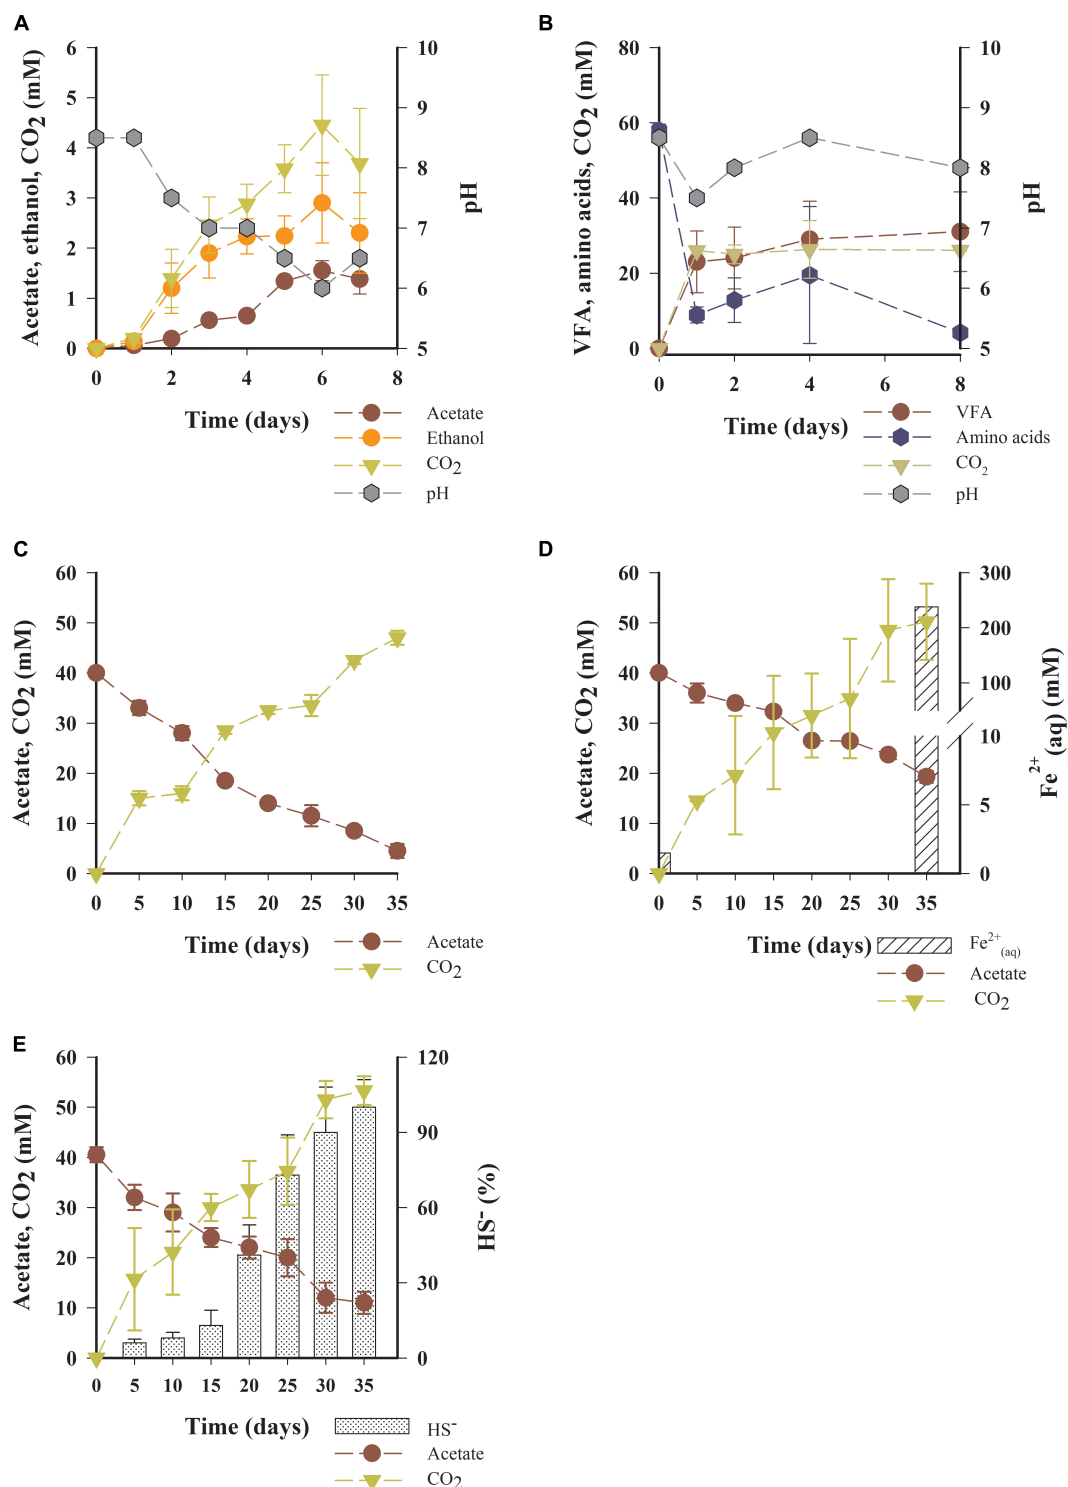 A
Acetate, ethanol, CO2 (mM)
6
5
4
3
2
1
0
10
9
8
7
6
5
pH
0 2 4 6 8
Time (days)
Acetate
Ethanol
CO2
pH
B
VFA, amino acids, CO2 (mM)
80
60
40
20
0
10
9
8
7
6
5
pH
0 2 4 8
Time (days)
VFA
Amino acids
CO2
pH
C
Acetate, CO2 (mM)
60
50
40
30
20
10
0
0 5 10 15 20 25 30 35
Time (days)
Acetate
CO2
D
Acetate, CO2 (mM)
60
50
40
30
20
10
0
300
200
100
10
5
0
Fe2+(aq) (mM)
0 5 10 15 20 25 30 35
Time (days)
Fe2+(aq)
Acetate
CO2
E
Acetate, CO2 (mM)
60
50
40
30
20
10
0
120
90
60
30
0
HS- (%)
0 5 10 15 20 25 30 35
Time (days)
HS-
Acetate
CO2